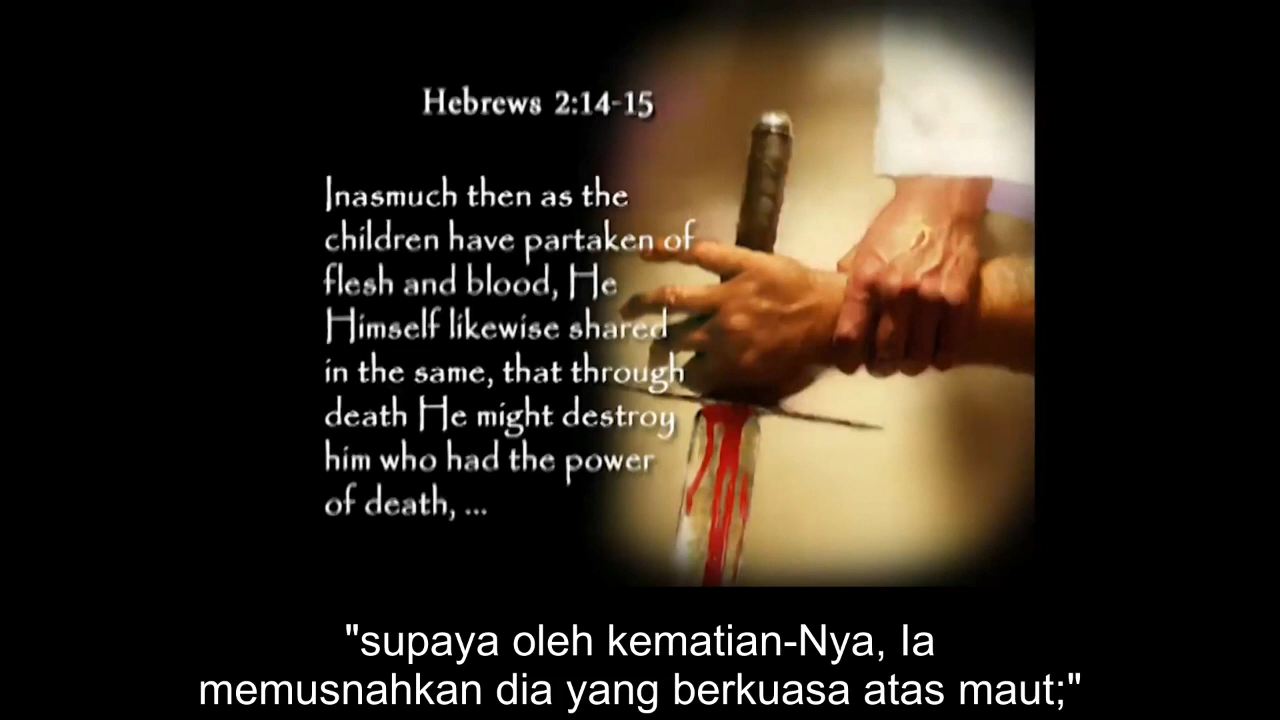 Hebrews 2:14-15
Inasmuch then as the
children have partaken of
flesh and blood, He
Himself likewise shared
in the same, that through
death He might destroy
him who had the power
of death, ...
"supaya oleh kematian-Nya, Ia
memusnahkan dia yang berkuasa atas maut;"